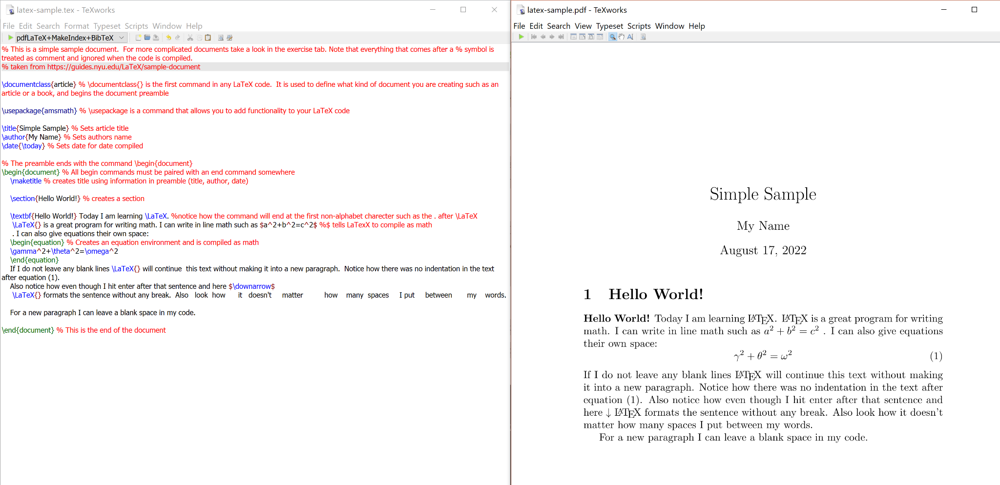 latex-sample.tex - TeXworks
File Edit Search Format Typeset Scripts Window Help
pdfLaTeX+MakeIndex+BibTeX
% This is a simple sample document.  For more complicated documents take a look in the exercise tab. Note that everything that comes after a % symbol is
treated as comment and ignored when the code is compiled.
% taken from https://guides.nyu.edu/LaTeX/sample-document
\documentclass{article} % \documentclass{} is the first command in any LaTeX code.  It is used to define what kind of document you are creating such as an
article or a book, and begins the document preamble
\usepackage{amsmath} % \usepackage is a command that allows you to add functionality to your LaTeX code
\title{Simple Sample} % Sets article title
\author{My Name} % Sets authors name
\date{\today} % Sets date for date compiled
% The preamble ends with the command \begin{document}
\begin{document} % All begin commands must be paired with an end command somewhere
\maketitle % creates title using information in preamble (title, author, date)
\section{Hello World!} % creates a section
\textbf{Hello World!} Today I am learning \LaTeX. %notice how the command will end at the first non-alphabet charecter such as the . after \LaTeX
\LaTeX{} is a great program for writing math. I can write in line math such as $a^2+b^2=c^2$ %$ tells LaTexX to compile as math
. I can also give equations their own space:
\begin{equation} % Creates an equation environment and is compiled as math
\gamma^2+\theta^2=\omega^2
\end{equation}
If I do not leave any blank lines \LaTeX{} will continue  this text without making it into a new paragraph.  Notice how there was no indentation in the text
after equation (1).
Also notice how even though I hit enter after that sentence and here $\downarrow$
\LaTeX{} formats the sentence without any break.  Also   look  how      it   doesn't     matter          how    many  spaces     I put     between       my    words.
For a new paragraph I can leave a blank space in my code.
\end{document} % This is the end of the document
latex-sample.pdf - TeXworks
File Edit Search View Typeset Scripts Window Help
Simple Sample
My Name
August 17, 2022
1 Hello World!
Hello World! Today I am learning LATEX. LATEX is a great program for writing
math. I can write in line math such as a² + b² = c² . I can also give equations
their own space:
γ² + θ² = ω² (1)
If I do not leave any blank lines LATEX will continue this text without making
it into a new paragraph. Notice how there was no indentation in the text after
equation (1). Also notice how even though I hit enter after that sentence and
here ↓ LATEX formats the sentence without any break. Also look how it doesn't
matter how many spaces I put between my words.
For a new paragraph I can leave a blank space in my code.